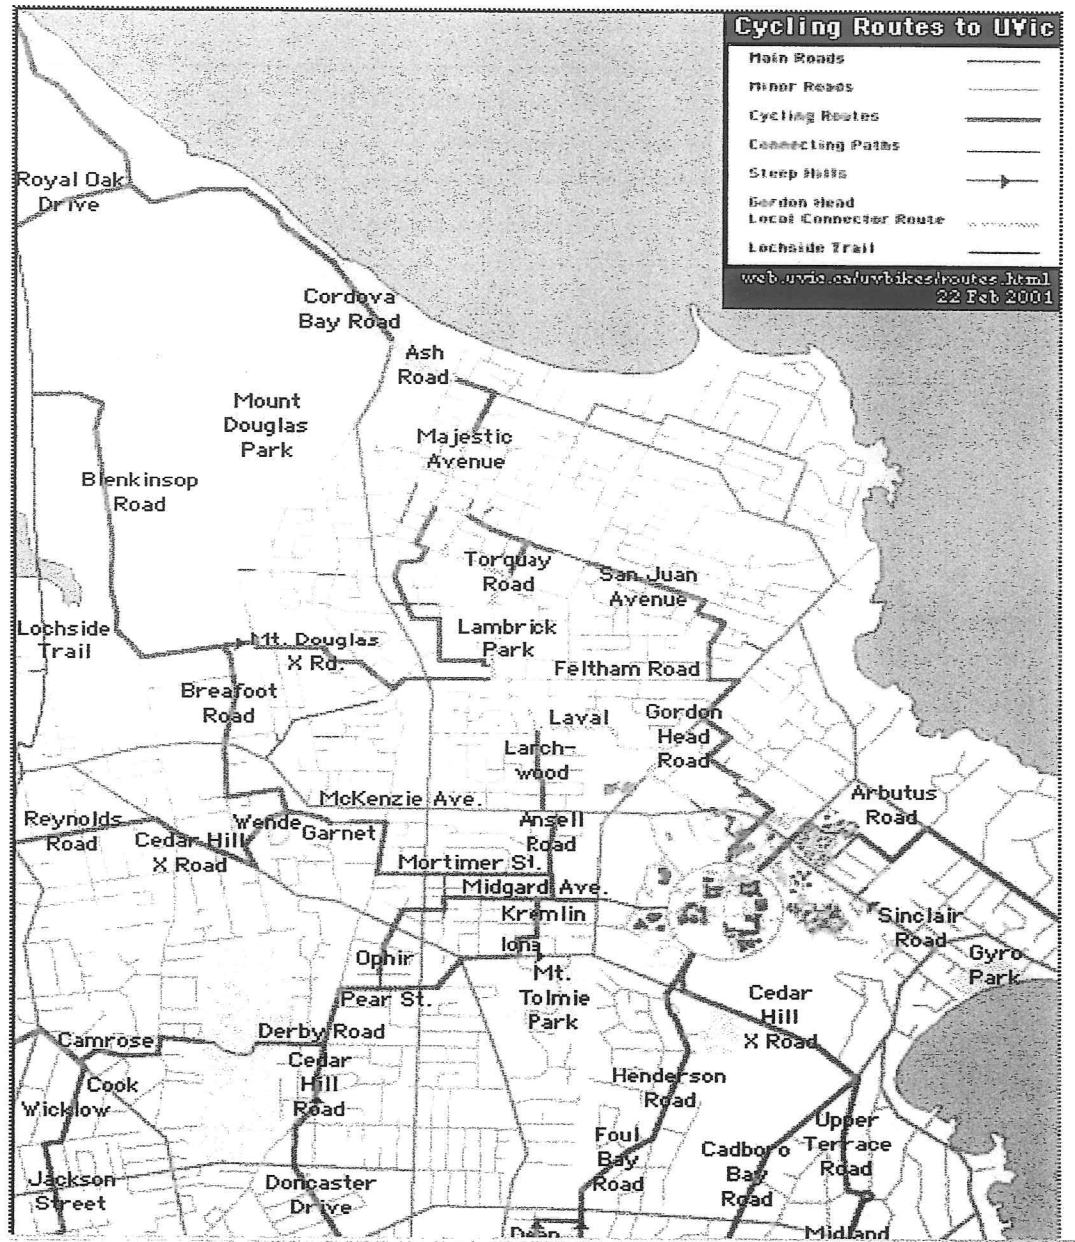 Cycling Routes to UVic
Main Roads
Minor Roads
Cycling Routes
Connecting Paths
Steep Hills
Gordon Head
Local Connector Route
Lochside Trail
web.uvic.ca/uvbikes/routes.html
22 Feb 2001
Royal Oak
Drive
Cordova
Bay Road
Ash
Road
Mount
Douglas
Park
Majestic
Avenue
Blenkinsop
Road
Torquay
Road
San Juan
Avenue
Lochside
Trail
Mt. Douglas
X Rd.
Lambrick
Park
Feltham Road
Breafoot
Road
Laval
Gordon
Head
Road
Larch-
wood
McKenzie Ave.
Arbutus
Road
Reynolds
Road
Wende
Garnet
Ansell
Road
Cedar Hill
X Road
Mortimer St.
Midgard Ave.
Kremlin
Sinclair
Road
Iona
Ophir
Gyro
Park
Mt.
Tolmie
Park
Pear St.
Cedar
Hill
X Road
Camrose
Derby Road
Cedar
Hill
Road
Cook
Wicklow
Henderson
Road
Foul
Bay
Road
Cadboro
Bay
Road
Upper
Terrace
Road
Jackson
Street
Doncaster
Drive
Dean
Midland